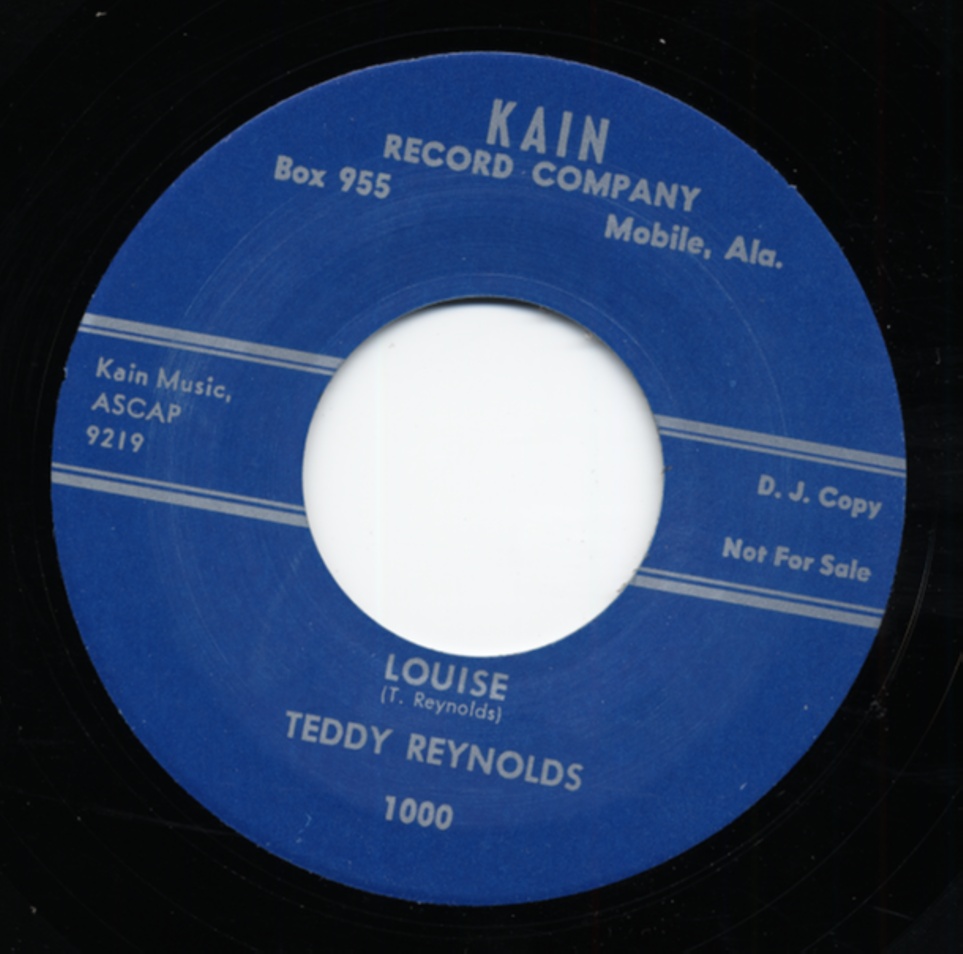 KAIN
RECORD COMPANY
Box 955
Mobile, Ala.
Kain Music,
ASCAP
9219
D. J. Copy
Not For Sale
LOUISE
(T. Reynolds)
TEDDY REYNOLDS
1000